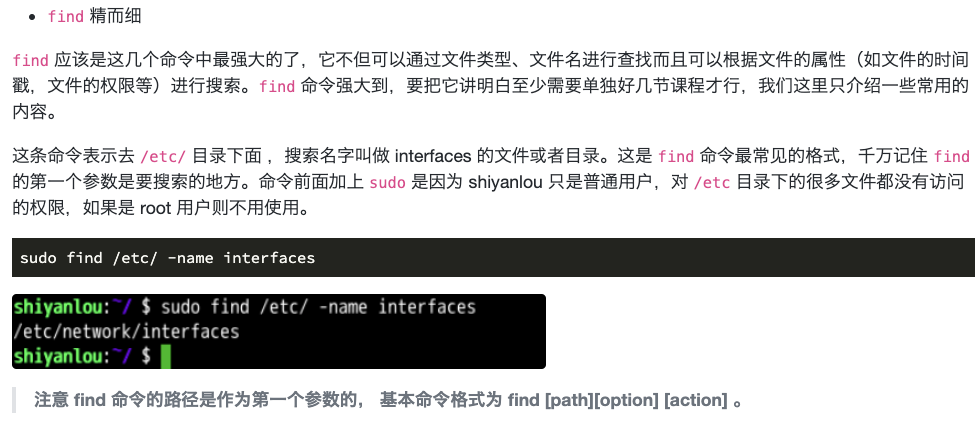 find 精而细
find 应该是这几个命令中最强大的了，它不但可以通过文件类型、文件名进行查找而且可以根据文件的属性（如文件的时间
戳，文件的权限等）进行搜索。find 命令强大到，要把它讲明白至少需要单独好几节课程才行，我们这里只介绍一些常用的
内容。
这条命令表示去 /etc/ 目录下面 ，搜索名字叫做 interfaces 的文件或者目录。这是 find 命令最常见的格式，千万记住 find
的第一个参数是要搜索的地方。命令前面加上 sudo 是因为 shiyanlou 只是普通用户，对 /etc 目录下的很多文件都没有访问
的权限，如果是 root 用户则不用使用。
sudo find /etc/ -name interfaces
shiyanlou:~/ $ sudo find /etc/ -name interfaces
/etc/network/interfaces
shiyanlou:~/ $
注意 find 命令的路径是作为第一个参数的， 基本命令格式为 find [path][option] [action] 。